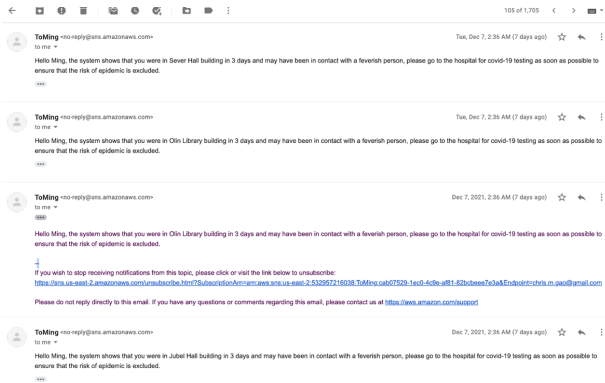 105 of 1,705
ToMing <no-reply@sns.amazonaws.com>
Tue, Dec 7, 2:36 AM (7 days ago)
to me
Hello Ming, the system shows that you were in Sever Hall building in 3 days and may have been in contact with a feverish person, please go to the hospital for covid-19 testing as soon as possible to
ensure that the risk of epidemic is excluded.
ToMing <no-reply@sns.amazonaws.com>
Tue, Dec 7, 2:36 AM (7 days ago)
to me
Hello Ming, the system shows that you were in Olin Library building in 3 days and may have been in contact with a feverish person, please go to the hospital for covid-19 testing as soon as possible to
ensure that the risk of epidemic is excluded.
ToMing <no-reply@sns.amazonaws.com>
Dec 7, 2021, 2:36 AM (7 days ago)
to me
Hello Ming, the system shows that you were in Olin Library building in 3 days and may have been in contact with a feverish person, please go to the hospital for covid-19 testing as soon as possible to
ensure that the risk of epidemic is excluded.
--
If you wish to stop receiving notifications from this topic, please click or visit the link below to unsubscribe:
https://sns.us-east-2.amazonaws.com/unsubscribe.html?SubscriptionArn=arn:aws:sns:us-east-2:532957216038:ToMing:cab07529-1ec0-4c9e-af81-82bcbeee7e3a&Endpoint=chris.m.gao@gmail.com
Please do not reply directly to this email. If you have any questions or comments regarding this email, please contact us at https://aws.amazon.com/support
ToMing <no-reply@sns.amazonaws.com>
Dec 7, 2021, 2:36 AM (7 days ago)
to me
Hello Ming, the system shows that you were in Jubel Hall building in 3 days and may have been in contact with a feverish person, please go to the hospital for covid-19 testing as soon as possible to
ensure that the risk of epidemic is excluded.